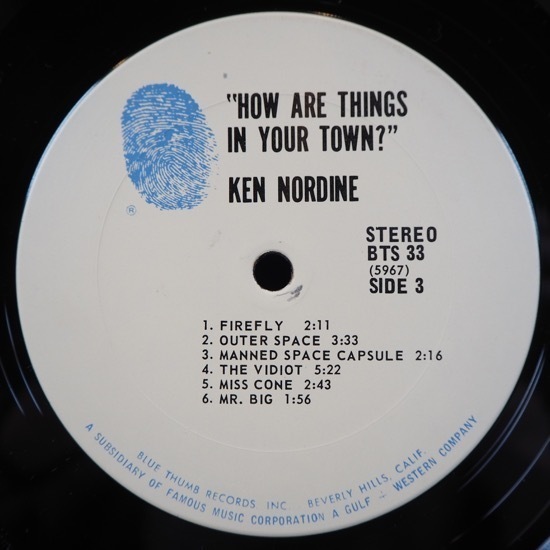 "HOW ARE THINGS
IN YOUR TOWN?"
KEN NORDINE
®
STEREO
BTS 33
(5967)
SIDE 3
1. FIREFLY 2:11
2. OUTER SPACE 3:33
3. MANNED SPACE CAPSULE 2:16
4. THE VIDIOT 5:22
5. MISS CONE 2:43
6. MR. BIG 1:56
BLUE THUMB RECORDS INC. BEVERLY HILLS, CALIF.
A SUBSIDIARY OF FAMOUS MUSIC CORPORATION A GULF + WESTERN COMPANY